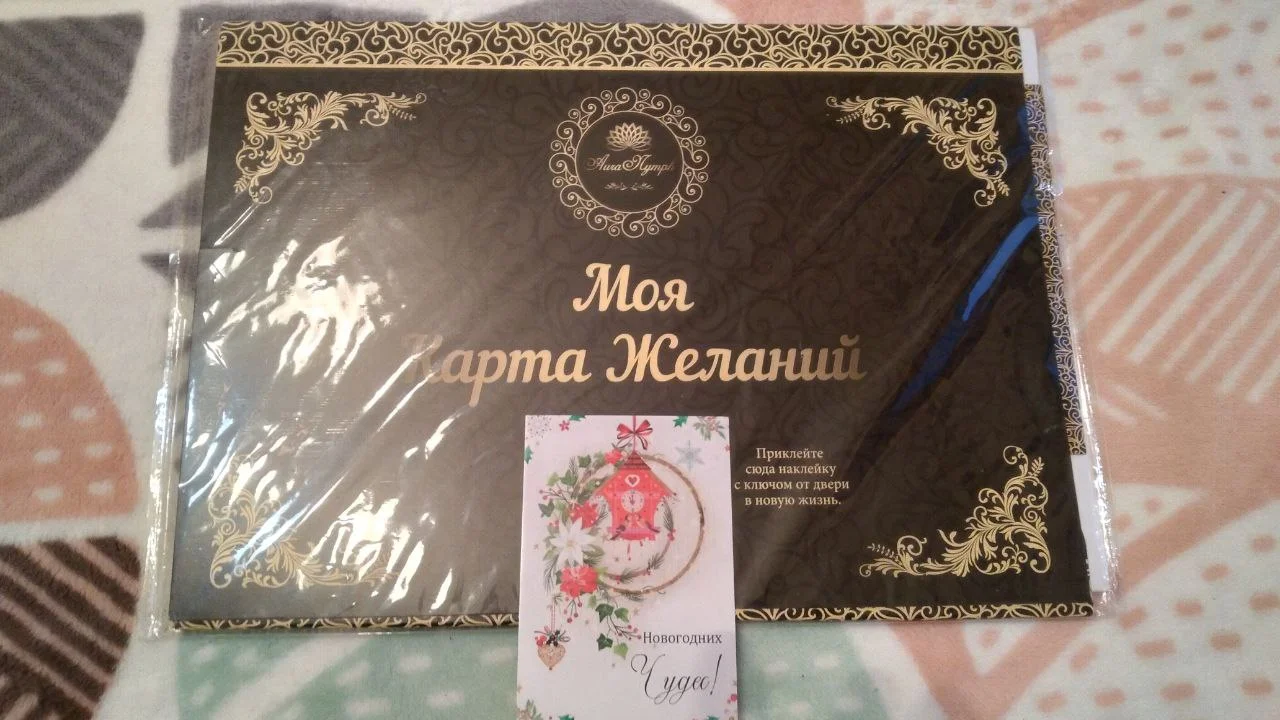 Моя
Карта Желаний
Приклейте
сюда наклейку
с ключом от двери
в новую жизнь.
Новогодних
Чудес!